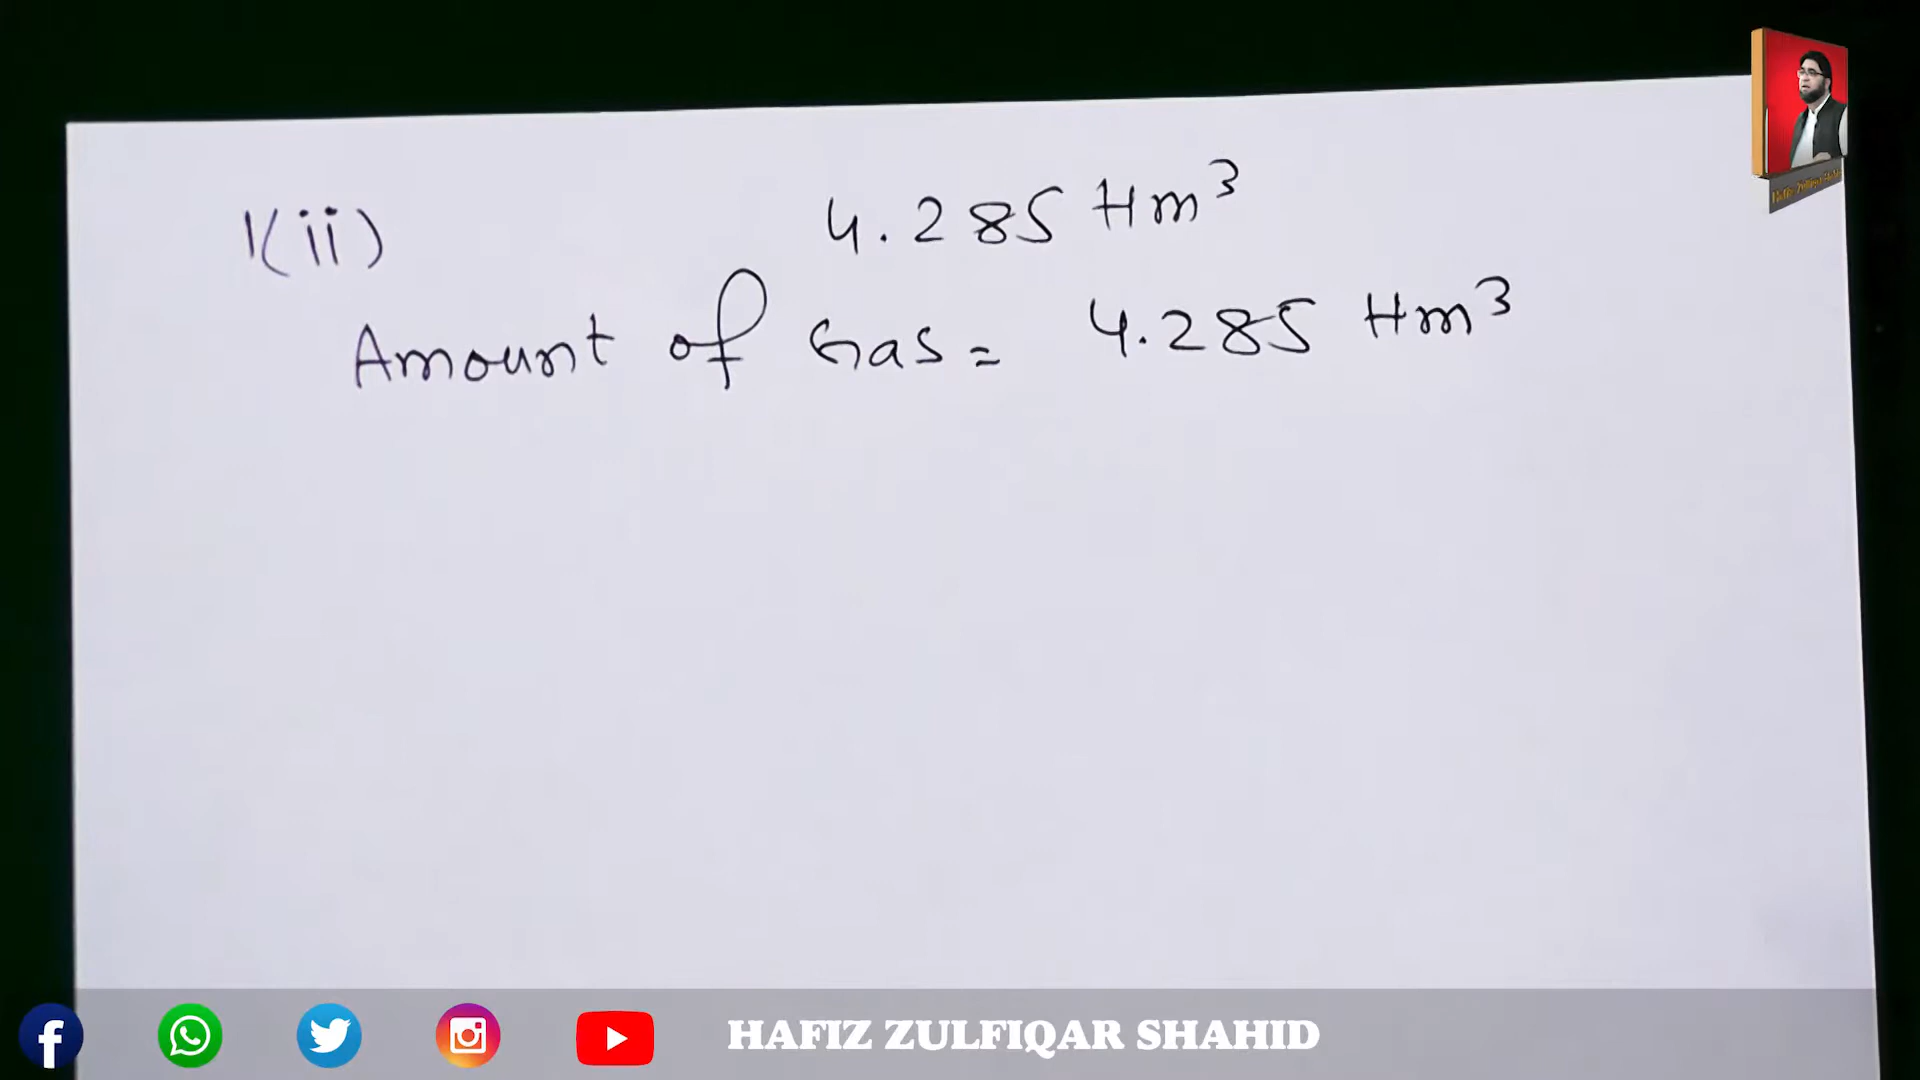 1(ii) 4.285 Hm³
Amount of Gas = 4.285 Hm³
HAFIZ ZULFIQAR SHAHID